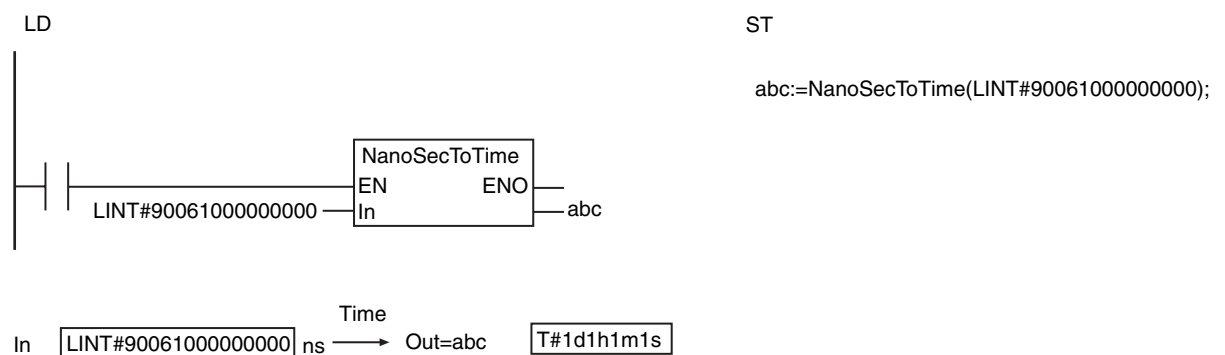 LD
ST
abc:=NanoSecToTime(LINT#90061000000000);
NanoSecToTime
EN ENO
LINT#90061000000000 In abc
Time
In LINT#90061000000000 ns Out=abc T#1d1h1m1s